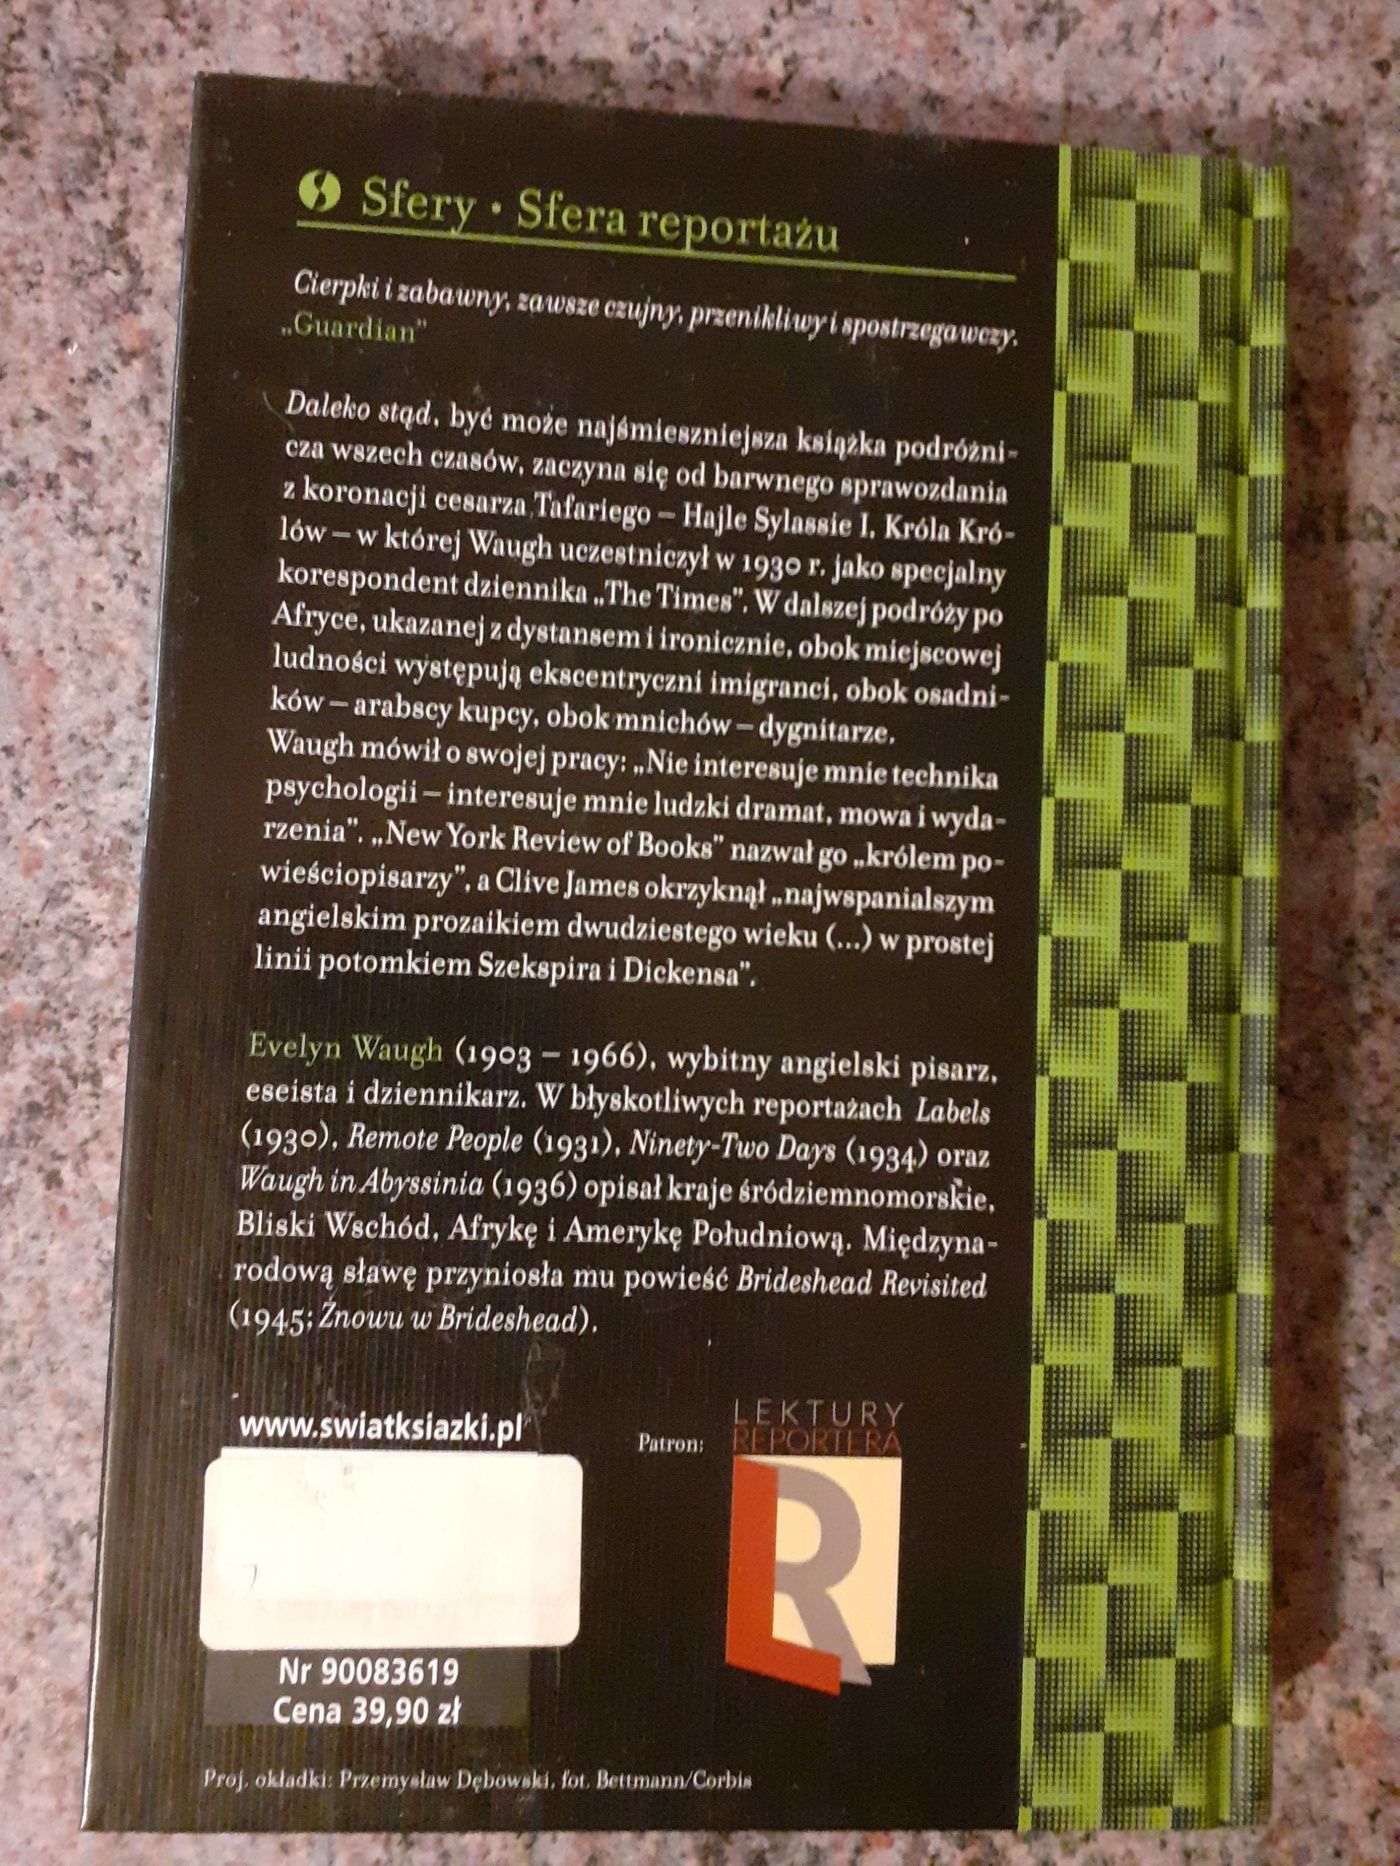 Sfery • Sfera reportażu
Cierpki i zabawny, zawsze czujny, przenikliwy i spostrzegawczy.
„Guardian”
Daleko stąd, być może najśmieszniejsza książka podróżni-
cza wszech czasów, zaczyna się od barwnego sprawozdania
z koronacji cesarza Tafariego – Hajle Sylassie I, Króla Kró-
lów – w której Waugh uczestniczył w 1930 r. jako specjalny
korespondent dziennika „The Times”. W dalszej podróży po
Afryce, ukazanej z dystansem i ironicznie, obok miejscowej
ludności występują ekscentryczni imigranci, obok osadni-
ków – arabscy kupcy, obok mnichów – dygnitarze.
Waugh mówił o swojej pracy: „Nie interesuje mnie technika
psychologii – interesuje mnie ludzki dramat, mowa i wyda-
rzenia”. „New York Review of Books” nazwał go „królem po-
wieściopisarzy”, a Clive James okrzyknął „najwspanialszym
angielskim prozaikiem dwudziestego wieku (...) w prostej
linii potomkiem Szekspira i Dickensa”.
Evelyn Waugh (1903 – 1966), wybitny angielski pisarz,
eseista i dziennikarz. W błyskotliwych reportażach Labels
(1930), Remote People (1931), Ninety-Two Days (1934) oraz
Waugh in Abyssinia (1936) opisał kraje śródziemnomorskie,
Bliski Wschód, Afrykę i Amerykę Południową. Międzyna-
rodową sławę przyniosła mu powieść Brideshead Revisited
(1945; Znowu w Brideshead).
www.swiatksiazki.pl
Patron:
LEKTURY
REPORTERA
LR
Nr 90083619
Cena 39,90 zł
Proj. okładki: Przemysław Dębowski, fot. Bettmann/Corbis